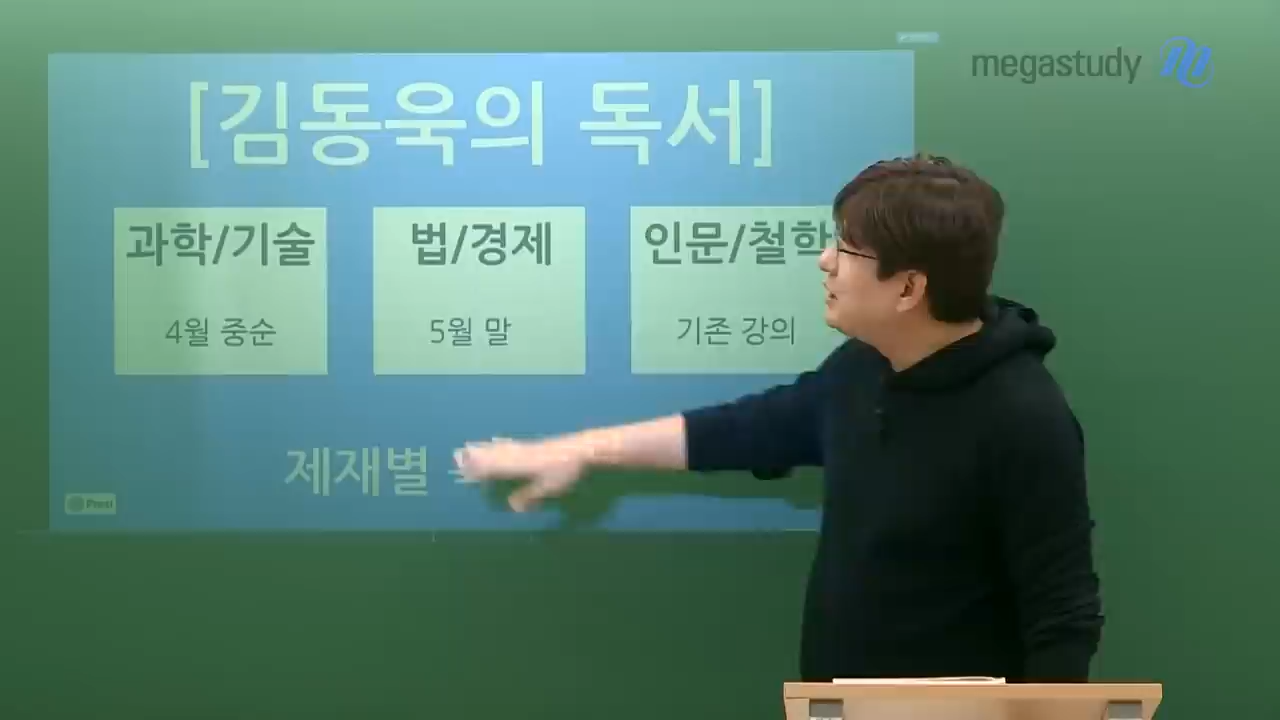 megastudy
[김동욱의 독서]
과학/기술
4월 중순
법/경제
5월 말
인문/철학
기존 강의
제재별
Prezi